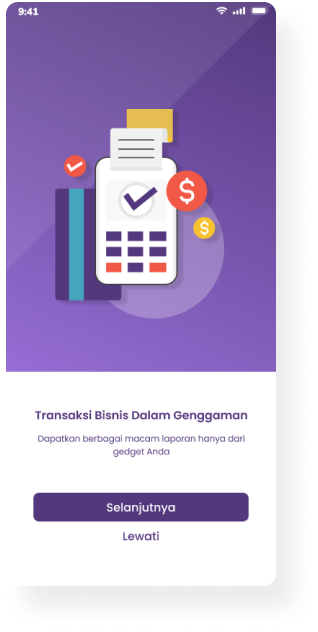 9:41
$
$
Transaksi Bisnis Dalam Genggaman
Dapatkan berbagai macam laporan hanya dari
gedget Anda
Selanjutnya
Lewati